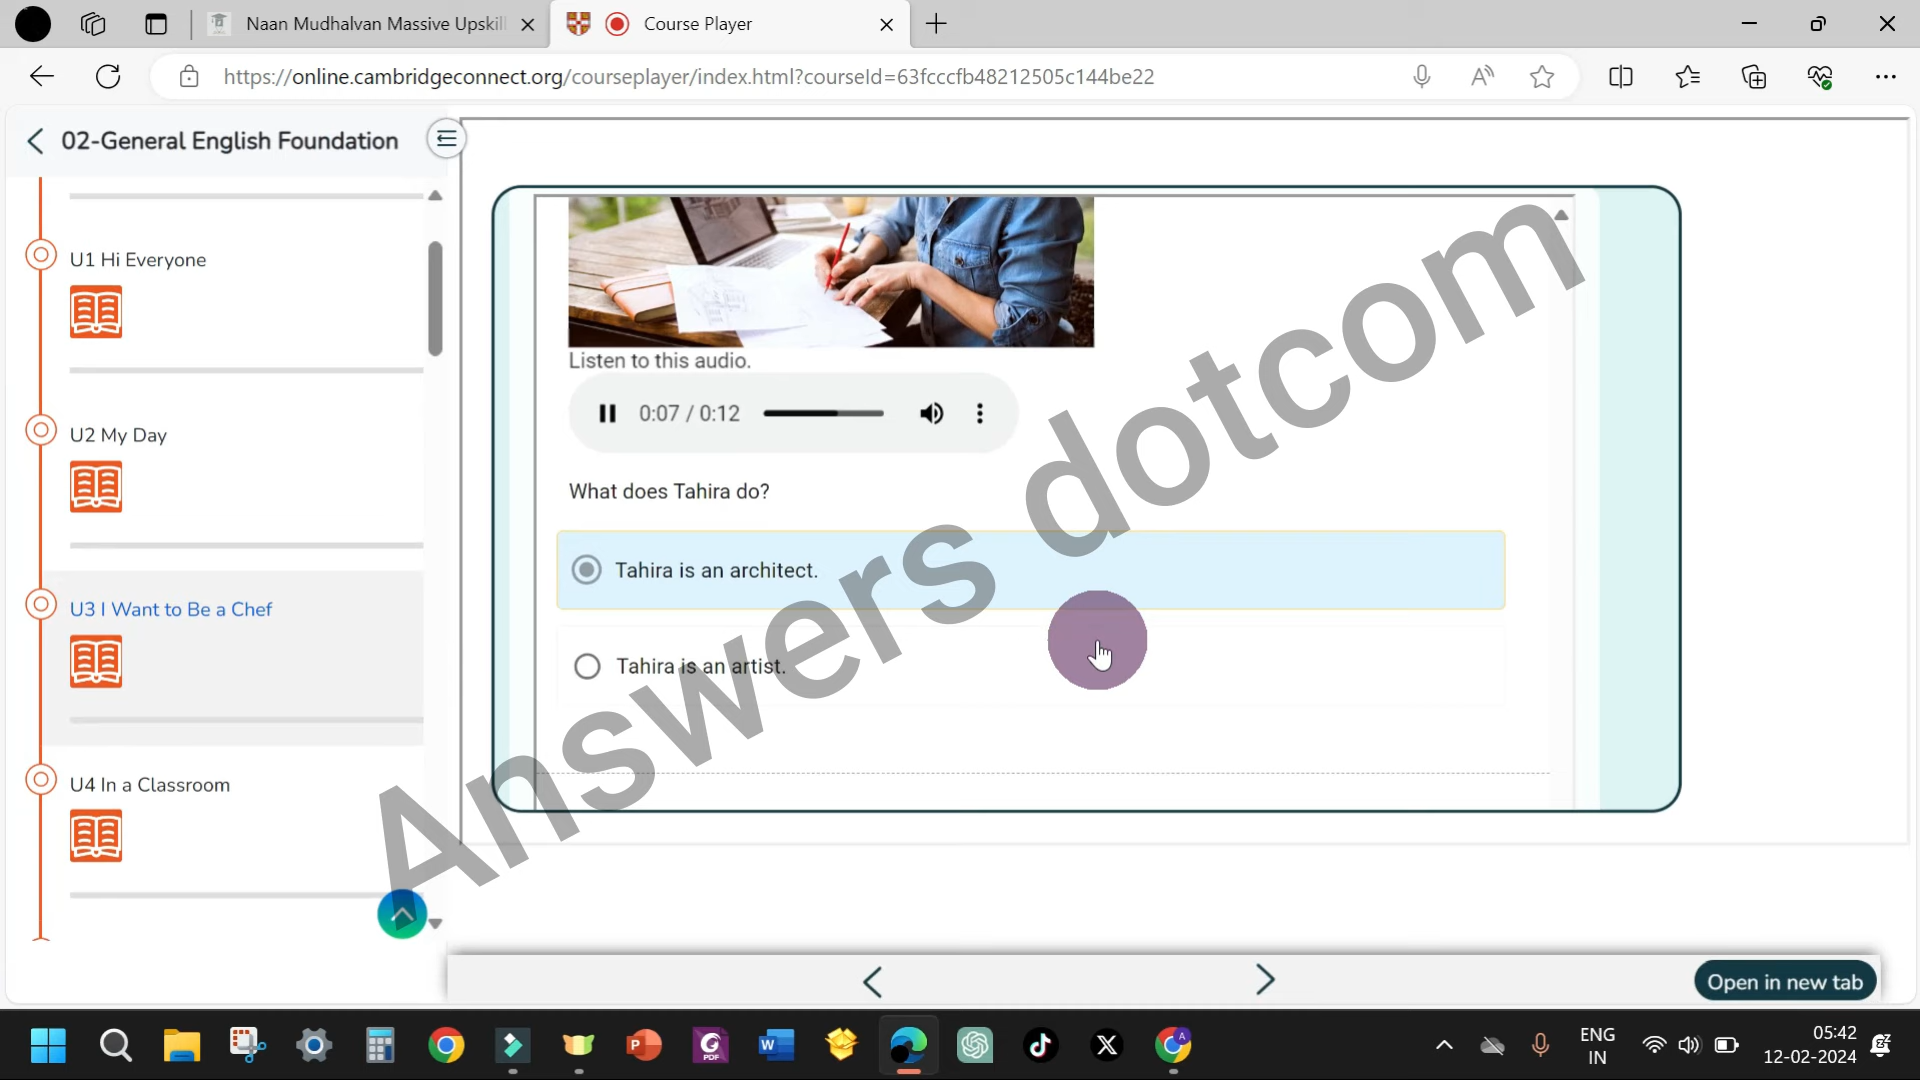 Naan Mudhalvan Massive Upskil
Course Player
https://online.cambridgeconnect.org/courseplayer/index.html?courseId=63fcccfb48212505c144be22
02-General English Foundation
U1 Hi Everyone
U2 My Day
U3 I Want to Be a Chef
U4 In a Classroom
Listen to this audio.
0:07 / 0:12
What does Tahira do?
Tahira is an architect.
Tahira is an artist.
Answers dotcom
Open in new tab
ENG
IN
05:42
12-02-2024